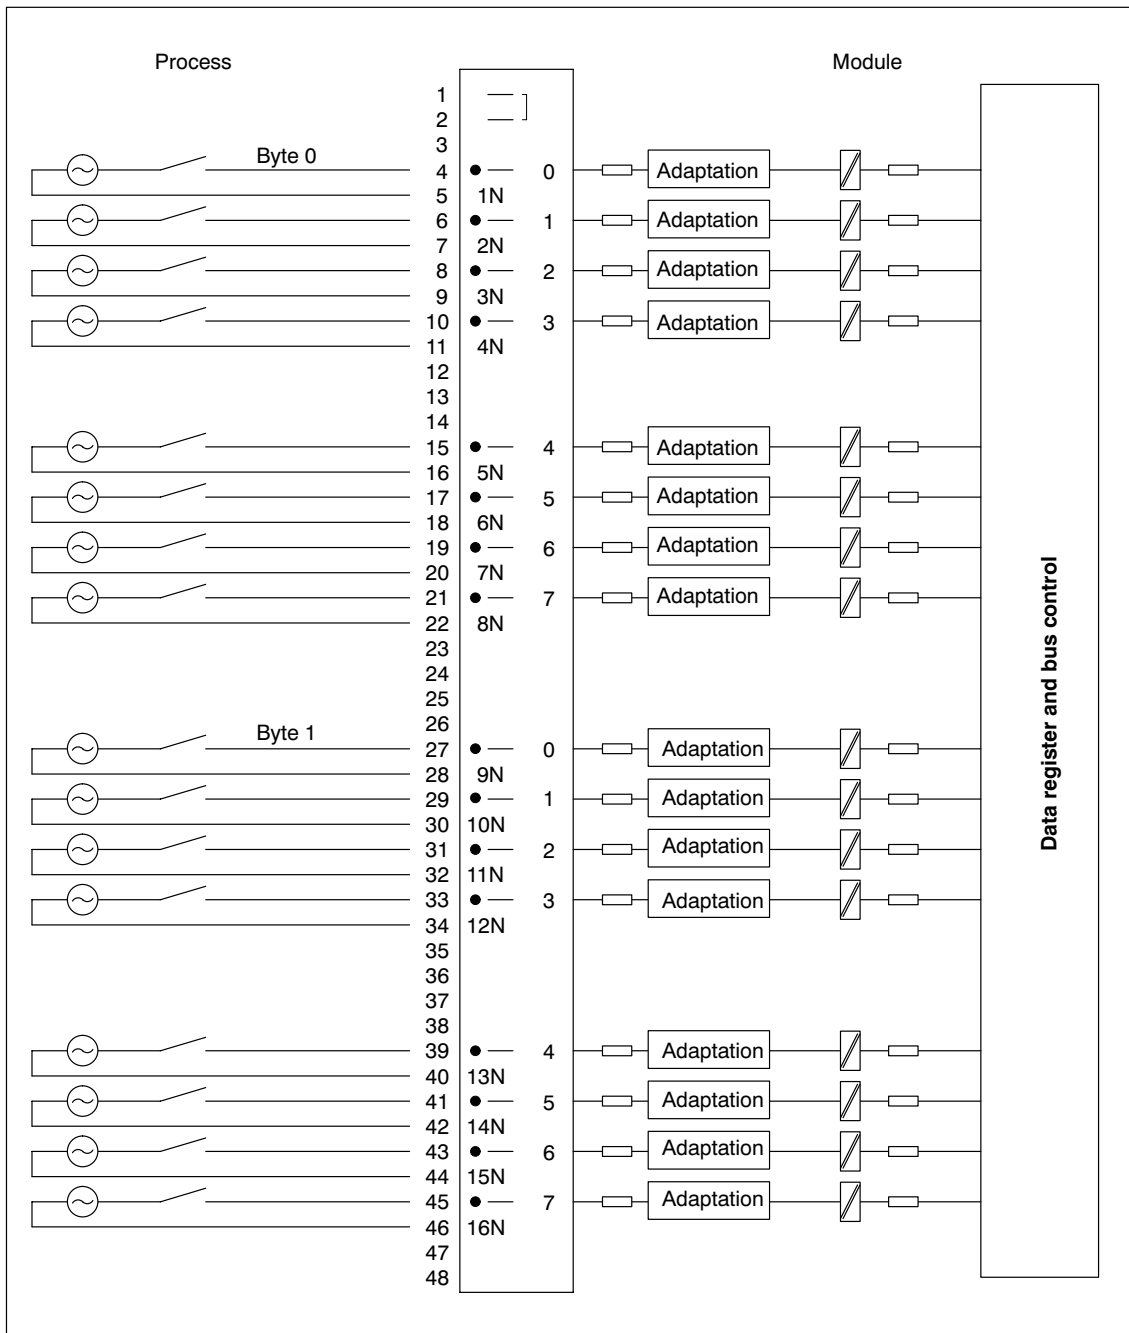 Process Module
1
2
3
Byte 0 4 0 Adaptation
5 1N
6 1 Adaptation
7 2N
8 2 Adaptation
9 3N
10 3 Adaptation
11 4N
12
13
14
15 4 Adaptation
16 5N
17 5 Adaptation
18 6N
19 6 Adaptation
20 7N
21 7 Adaptation
22 8N
23
24
25
26
Byte 1 27 0 Adaptation
28 9N
29 1 Adaptation
30 10N
31 2 Adaptation
32 11N
33 3 Adaptation
34 12N
35
36
37
38
39 4 Adaptation
40 13N
41 5 Adaptation
42 14N
43 6 Adaptation
44 15N
45 7 Adaptation
46 16N
47
48
Data register and bus control